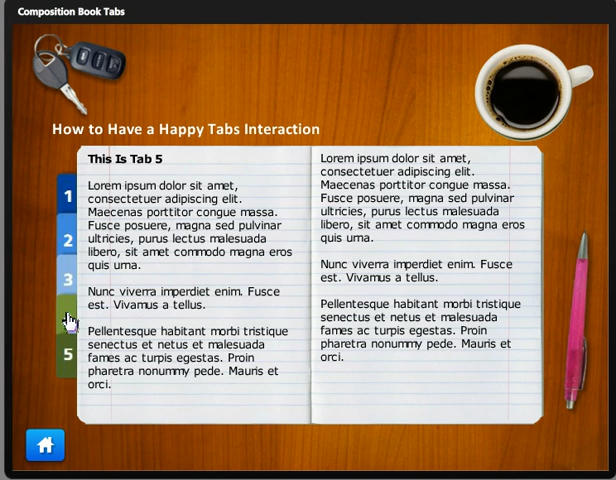 Composition Book Tabs
How to Have a Happy Tabs Interaction
This Is Tab 5
Lorem ipsum dolor sit amet,
consectetuer adipiscing elit.
Maecenas porttitor congue massa.
Fusce posuere, magna sed pulvinar
ultricies, purus lectus malesuada
libero, sit amet commodo magna eros
quis urna.
Nunc viverra imperdiet enim. Fusce
est. Vivamus a tellus.
Pellentesque habitant morbi tristique
senectus et netus et malesuada
fames ac turpis egestas. Proin
pharetra nonummy pede. Mauris et
orci.
Lorem ipsum dolor sit amet,
consectetuer adipiscing elit.
Maecenas porttitor congue massa.
Fusce posuere, magna sed pulvinar
ultricies, purus lectus malesuada
libero, sit amet commodo magna eros
quis urna.
Nunc viverra imperdiet enim. Fusce
est. Vivamus a tellus.
Pellentesque habitant morbi tristique
senectus et netus et malesuada
fames ac turpis egestas. Proin
pharetra nonummy pede. Mauris et
orci.
1
2
3
5